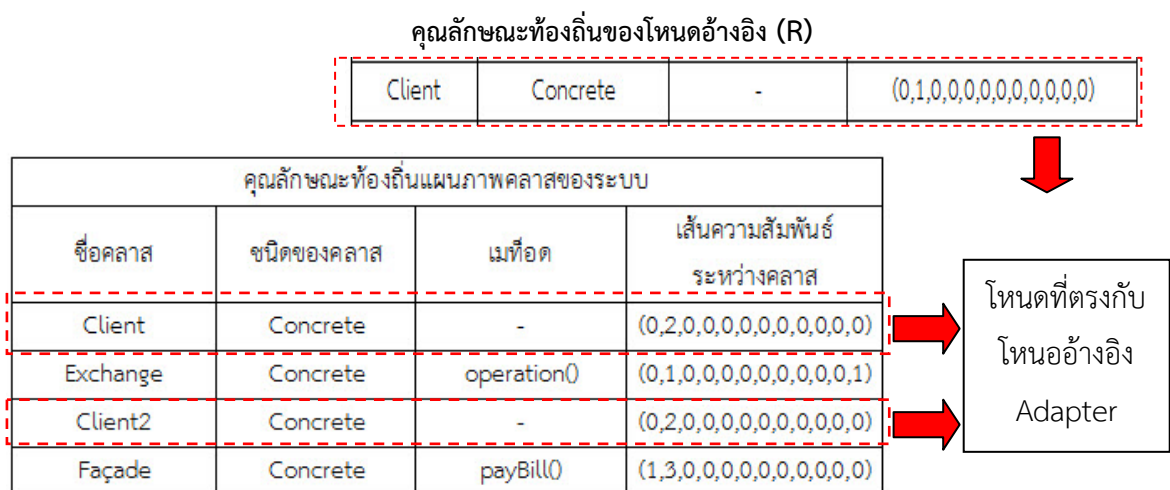 คุณลักษณะท้องถิ่นของโหนดอ้างอิง (R)
Client Concrete - (0,1,0,0,0,0,0,0,0,0,0,0)
คุณลักษณะท้องถิ่นแผนภาพคลาสของระบบ
ชื่อคลาส ชนิดของคลาส เมท็อด เส้นความสัมพันธ์
ระหว่างคลาส
Client Concrete - (0,2,0,0,0,0,0,0,0,0,0,0)
Exchange Concrete operation() (0,1,0,0,0,0,0,0,0,0,0,1)
Client2 Concrete - (0,2,0,0,0,0,0,0,0,0,0,0)
Façade Concrete payBill() (1,3,0,0,0,0,0,0,0,0,0,0)
โหนดที่ตรงกับ
โหนออ้างอิง
Adapter